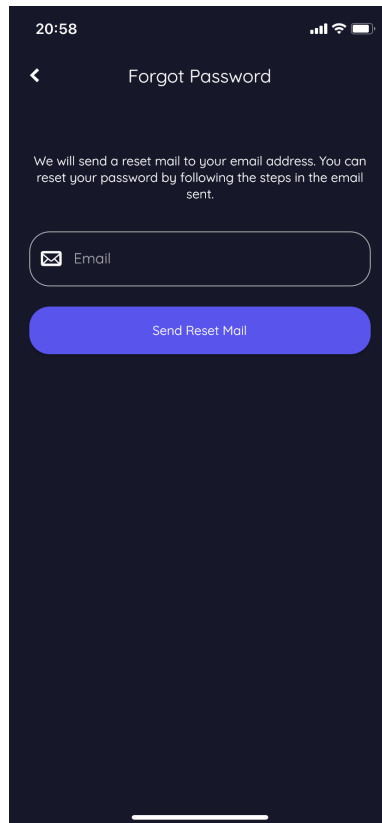 20:58
Forgot Password
We will send a reset mail to your email address. You can
reset your password by following the steps in the email
sent.
Email
Send Reset Mail